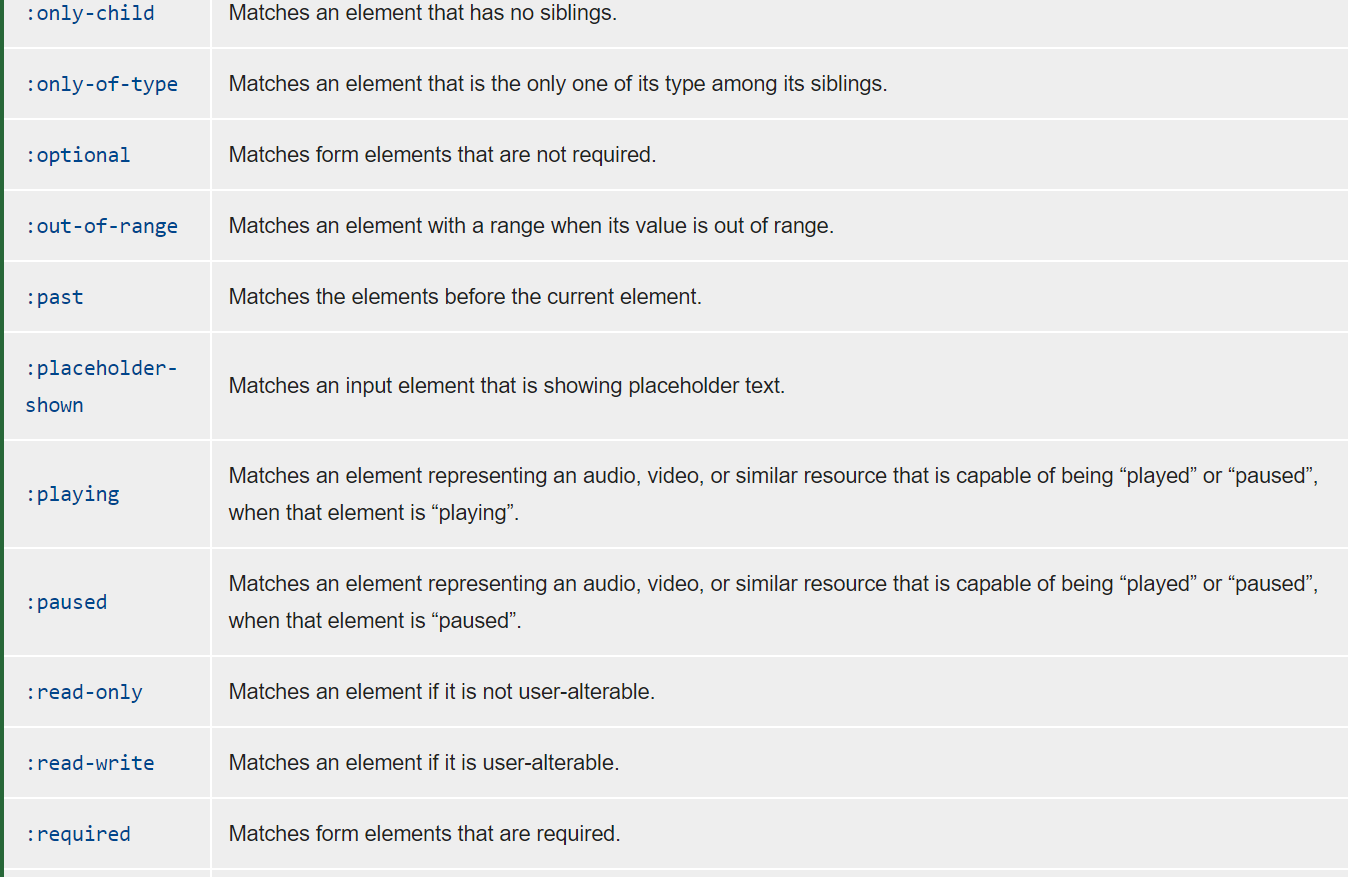 :only-child Matches an element that has no siblings.
:only-of-type Matches an element that is the only one of its type among its siblings.
:optional Matches form elements that are not required.
:out-of-range Matches an element with a range when its value is out of range.
:past Matches the elements before the current element.
:placeholder-
shown
Matches an input element that is showing placeholder text.
:playing
Matches an element representing an audio, video, or similar resource that is capable of being “played” or “paused”,
when that element is “playing”.
:paused
Matches an element representing an audio, video, or similar resource that is capable of being “played” or “paused”,
when that element is “paused”.
:read-only Matches an element if it is not user-alterable.
:read-write Matches an element if it is user-alterable.
:required Matches form elements that are required.